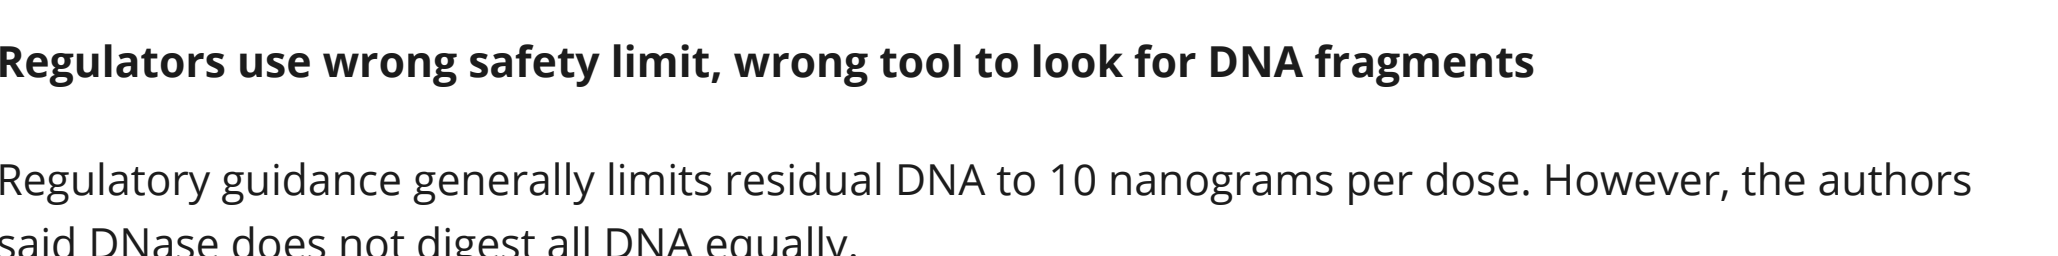 Regulators use wrong safety limit, wrong tool to look for DNA fragments
Regulatory guidance generally limits residual DNA to 10 nanograms per dose. However, the authors
said DNase does not digest all DNA equally.